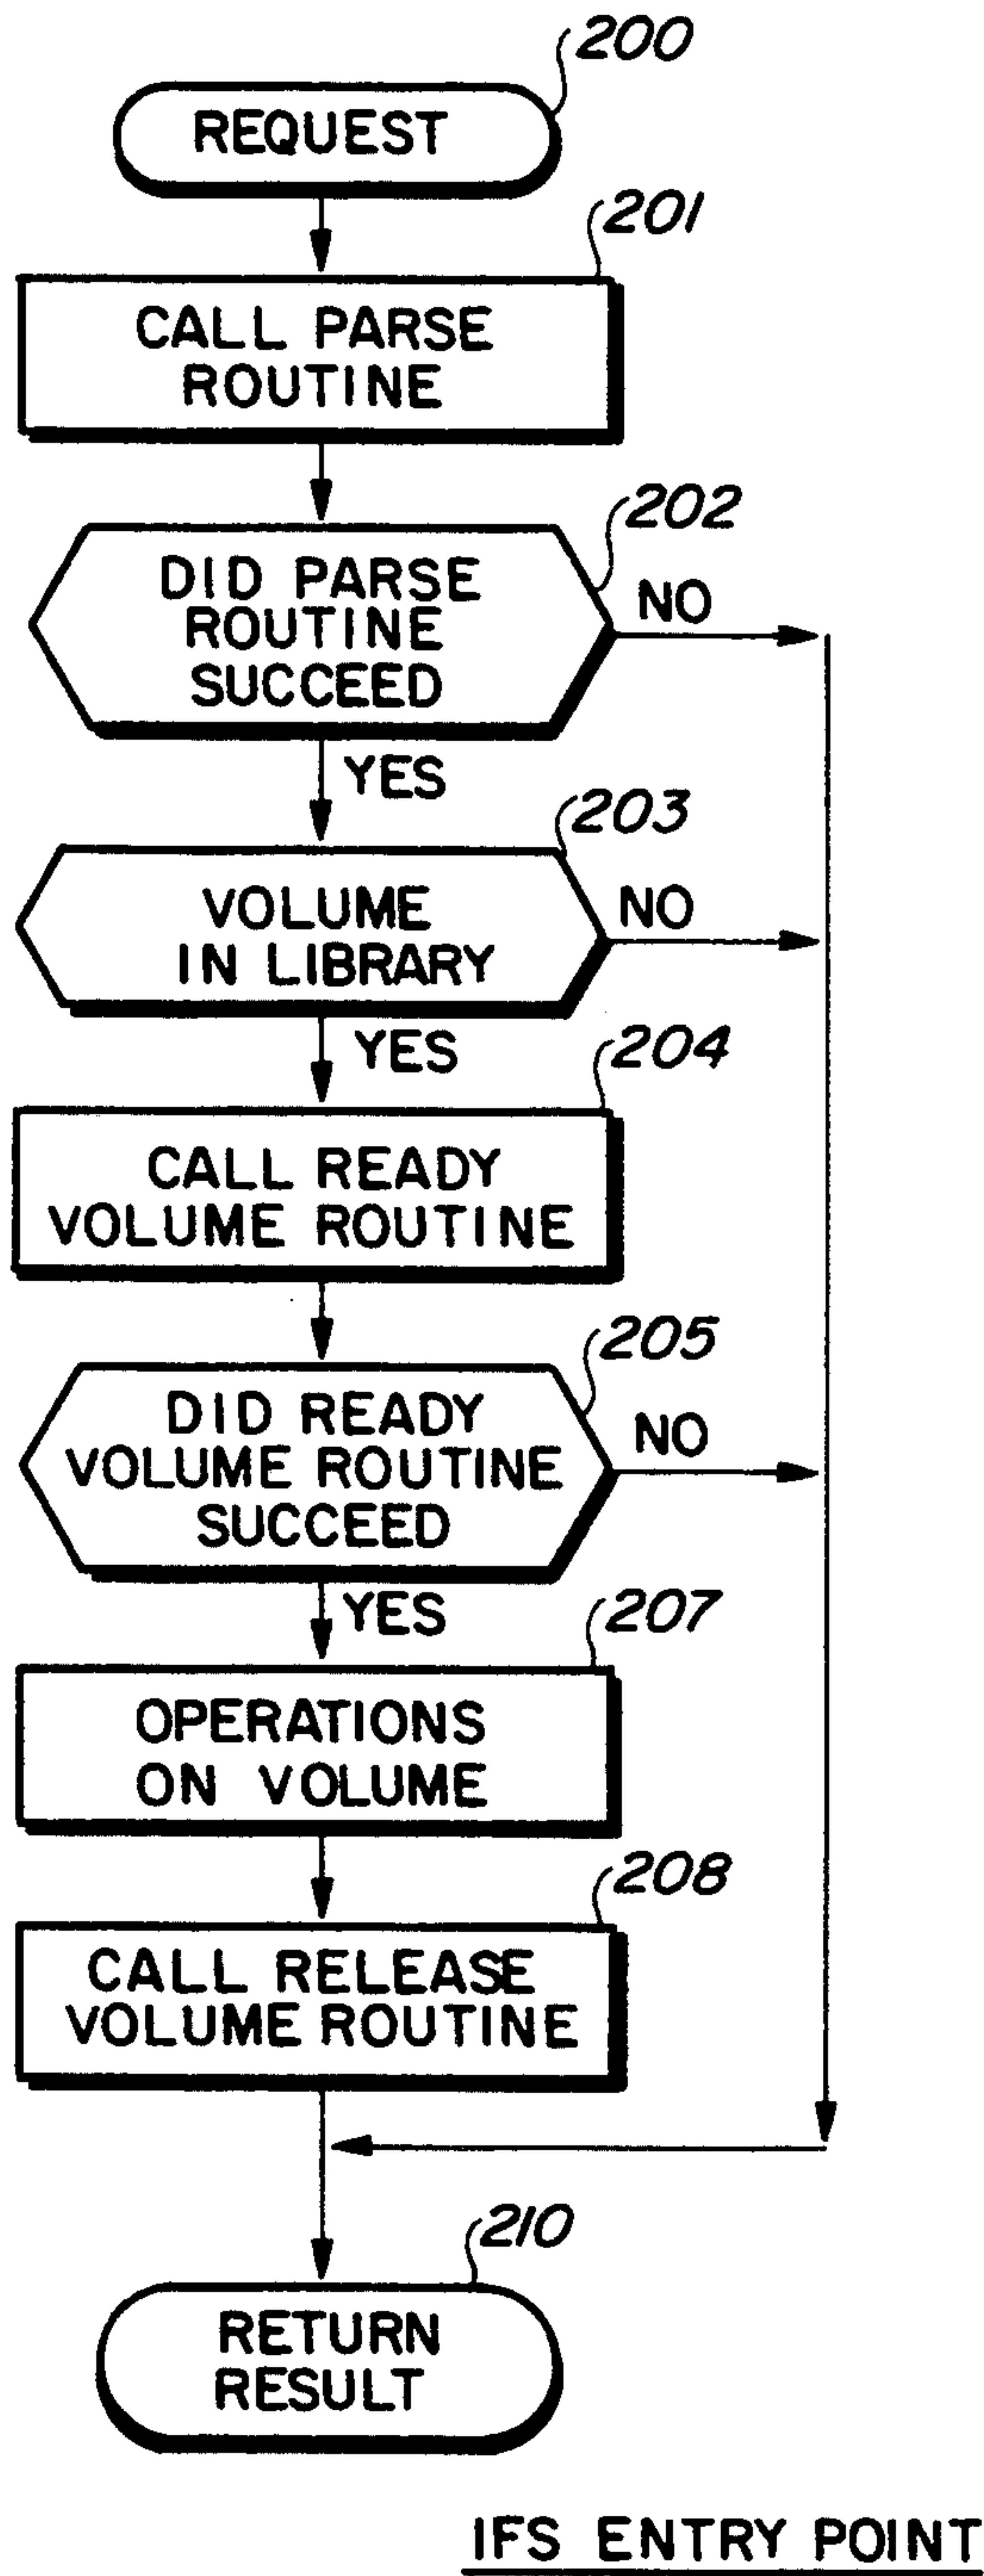 200
REQUEST
201
CALL PARSE
ROUTINE
202
DID PARSE
ROUTINE
SUCCEED
NO
YES
203
VOLUME
IN LIBRARY
NO
YES
204
CALL READY
VOLUME ROUTINE
205
DID READY
VOLUME ROUTINE
SUCCEED
NO
YES
207
OPERATIONS
ON VOLUME
208
CALL RELEASE
VOLUME ROUTINE
210
RETURN
RESULT
IFS ENTRY POINT